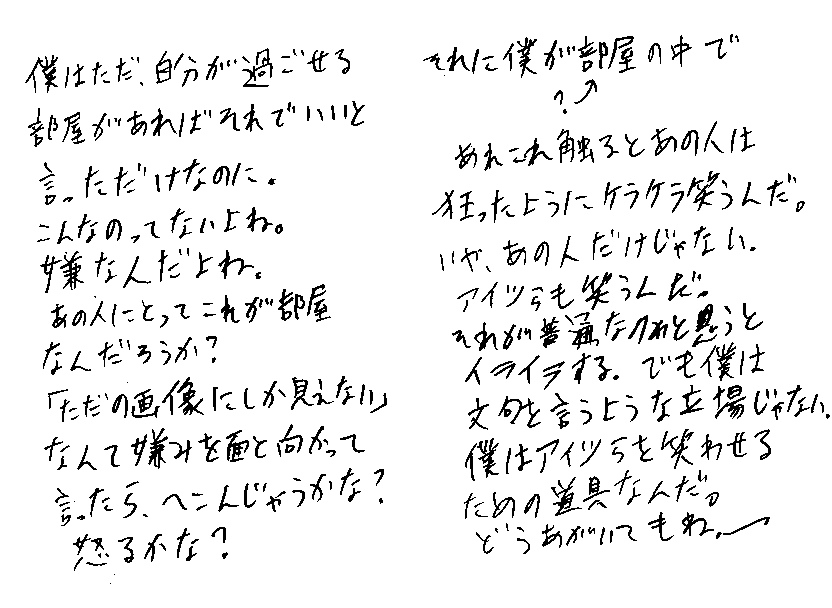 僕はただ、自分が過ごせる
部屋があればそれでいいと
言っただけなのに。
こんなのってないよね。
嫌なんだよね。
あの人にとってこれが部屋
なんだろうか?
「ただの画像にしか見えない」
なんて嫌みを面と向かって
言ったら、へこんじゃうかな?
怒るかな?
それに僕が部屋の中で
?
あれこれ触るとあの人は
狂ったようにケラケラ笑うんだ。
いや、あの人だけじゃない。
アイツらも笑うんだ。
それが普通なのかと思うと
イライラする。でも僕は
文句を言うような立場じゃない。
僕はアイツらを笑わせる
ための道具なんだ。
どうあがいてもね。